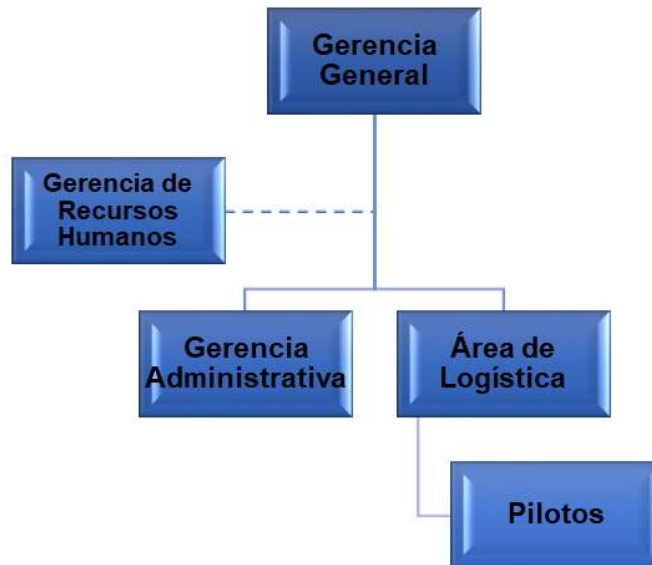 Gerencia
General
Gerencia de
Recursos
Humanos
Gerencia
Administrativa
Área de
Logística
Pilotos